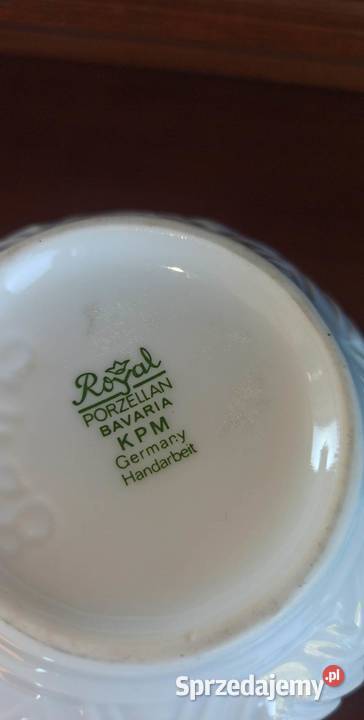 Royal
PORZELLAN
BAVARIA
KPM
Germany
Handarbeit
Sprzedajemy.pl